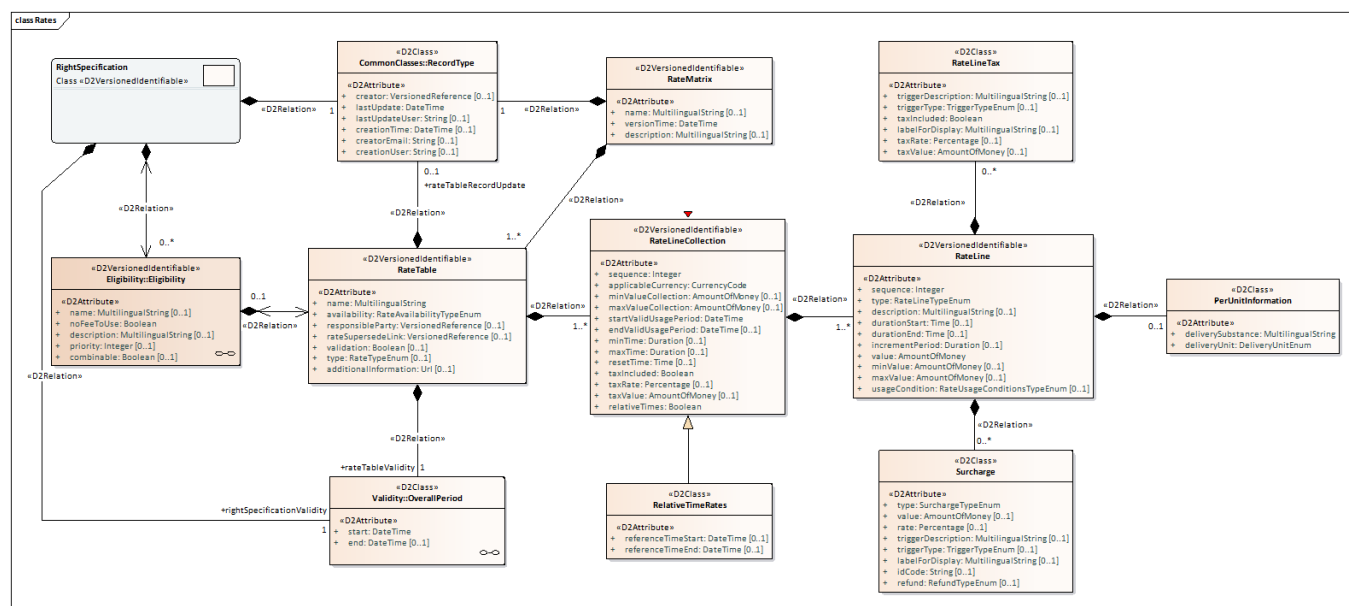 class Rates
RightSpecification
Class «D2VersionedIdentifiable»
«D2Relation»
1
«D2Class»
CommonClasses::RecordType
«D2Attribute»
+ creator: VersionedReference [0..1]
+ lastUpdate: DateTime
+ lastUpdateUser: String [0..1]
+ creationTime: DateTime [0..1]
+ creatorEmail: String [0..1]
+ creationUser: String [0..1]
1
«D2Relation»
«D2VersionedIdentifiable»
RateMatrix
«D2Attribute»
+ name: MultilingualString [0..1]
+ versionTime: DateTime
+ description: MultilingualString [0..1]
«D2Class»
RateLineTax
«D2Attribute»
+ triggerDescription: MultilingualString [0..1]
+ triggerType: TriggerTypeEnum [0..1]
+ taxIncluded: Boolean
+ labelForDisplay: MultilingualString [0..1]
+ taxRate: Percentage [0..1]
+ taxValue: AmountOfMoney [0..1]
0..*
0..1
+rateTableRecordUpdate
«D2Relation»
«D2Relation»
«D2Relation»
«D2Relation»
1..*
0..*
«D2VersionedIdentifiable»
Eligibility::Eligibility
«D2Attribute»
+ name: MultilingualString [0..1]
+ noFeeToUse: Boolean
+ description: MultilingualString [0..1]
+ priority: Integer [0..1]
+ combinable: Boolean [0..1]
0..1
«D2Relation»
«D2VersionedIdentifiable»
RateTable
«D2Attribute»
+ name: MultilingualString
+ availability: RateAvailabilityTypeEnum
+ responsibleParty: VersionedReference [0..1]
+ rateSupersedeLink: VersionedReference [0..1]
+ validation: Boolean [0..1]
+ type: RateTypeEnum [0..1]
+ additionalInformation: Url [0..1]
«D2Relation»
1..*
«D2VersionedIdentifiable»
RateLineCollection
«D2Attribute»
+ sequence: Integer
+ applicableCurrency: CurrencyCode
+ minValueCollection: AmountOfMoney [0..1]
+ maxValueCollection: AmountOfMoney [0..1]
+ startValidUsagePeriod: DateTime
+ endValidUsagePeriod: DateTime [0..1]
+ minTime: Duration [0..1]
+ maxTime: Duration [0..1]
+ resetTime: Time [0..1]
+ taxIncluded: Boolean
+ taxRate: Percentage [0..1]
+ taxValue: AmountOfMoney [0..1]
+ relativeTimes: Boolean
«D2Relation»
1..*
«D2VersionedIdentifiable»
RateLine
«D2Attribute»
+ sequence: Integer
+ type: RateLineTypeEnum
+ description: MultilingualString [0..1]
+ durationStart: Time [0..1]
+ durationEnd: Time [0..1]
+ incrementPeriod: Duration [0..1]
+ value: AmountOfMoney
+ minValue: AmountOfMoney [0..1]
+ maxValue: AmountOfMoney [0..1]
+ usageCondition: RateUsageConditionsTypeEnum [0..1]
«D2Relation»
0..1
«D2Class»
PerUnitInformation
«D2Attribute»
+ deliverySubstance: MultilingualString
+ deliveryUnit: DeliveryUnitEnum
«D2Relation»
«D2Relation»
+rateTableValidity 1
«D2Relation»
0..*
+rightSpecificationValidity
1
«D2Class»
Validity::OverallPeriod
«D2Attribute»
+ start: DateTime
+ end: DateTime [0..1]
«D2Class»
RelativeTimeRates
«D2Attribute»
+ referenceTimeStart: DateTime [0..1]
+ referenceTimeEnd: DateTime [0..1]
«D2Class»
Surcharge
«D2Attribute»
+ type: SurchargeTypeEnum
+ value: AmountOfMoney [0..1]
+ rate: Percentage [0..1]
+ triggerDescription: MultilingualString [0..1]
+ triggerType: TriggerTypeEnum [0..1]
+ labelForDisplay: MultilingualString [0..1]
+ idCode: String [0..1]
+ refund: RefundTypeEnum [0..1]